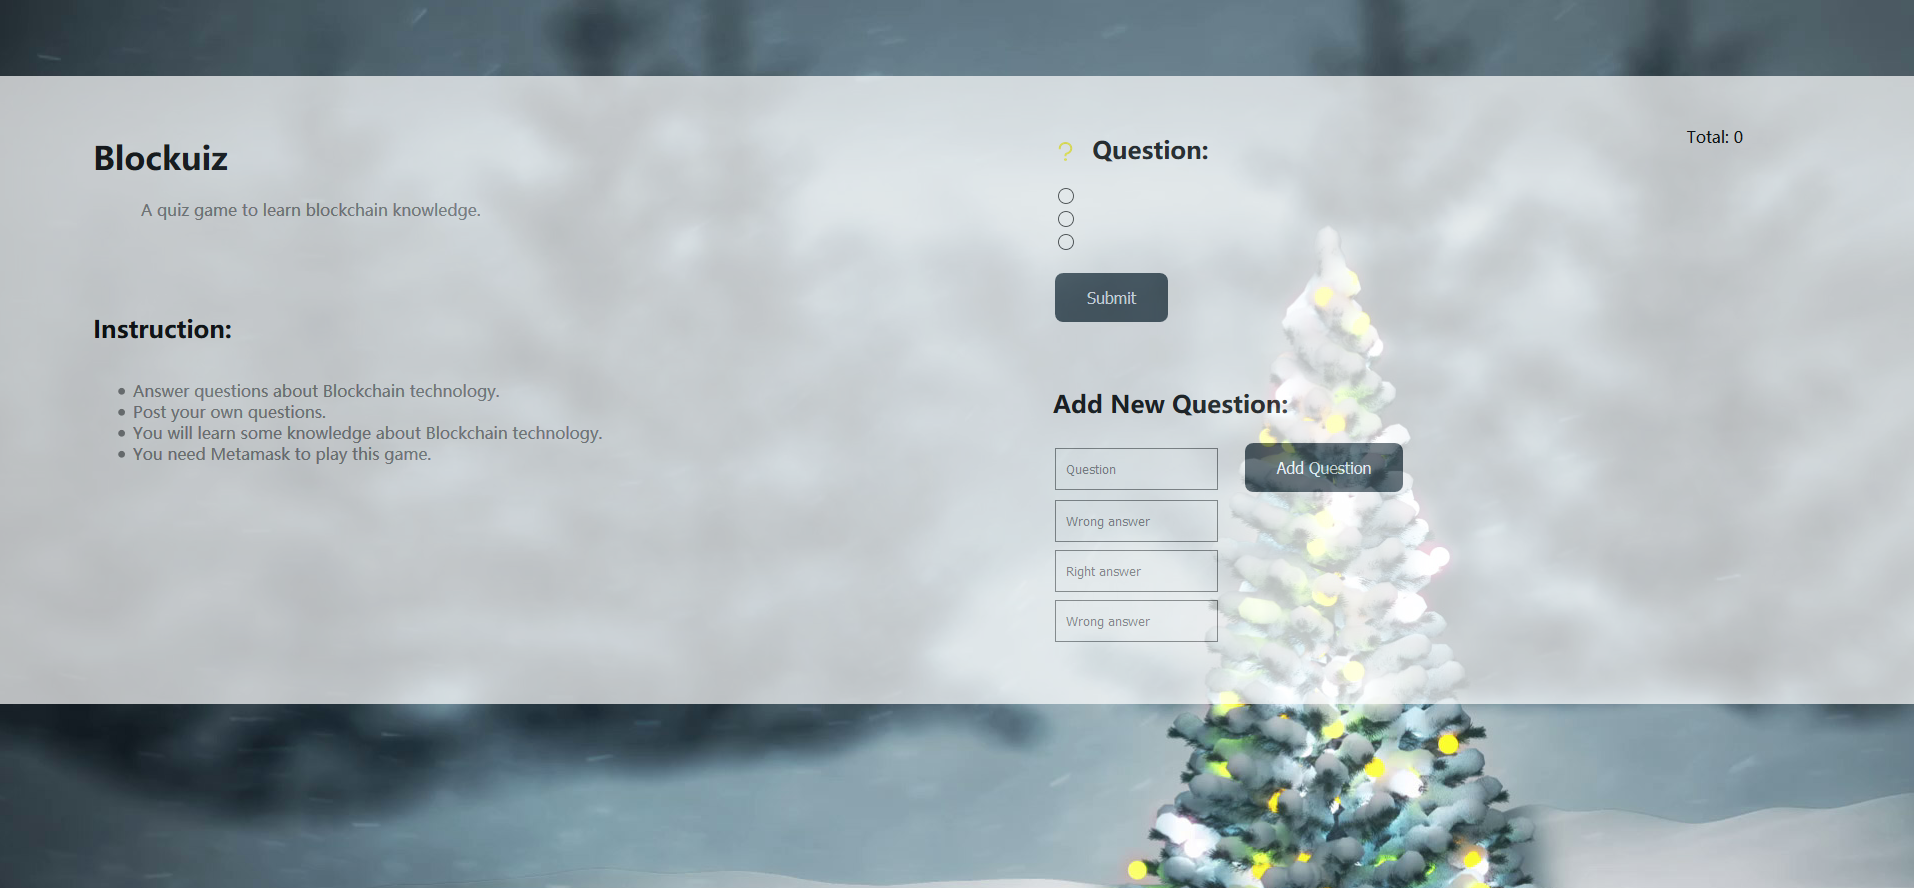 Blockuiz
A quiz game to learn blockchain knowledge.
Instruction:
Answer questions about Blockchain technology.
Post your own questions.
You will learn some knowledge about Blockchain technology.
You need Metamask to play this game.
? Question:
Total: 0
Submit
Add New Question:
Question
Add Question
Wrong answer
Right answer
Wrong answer